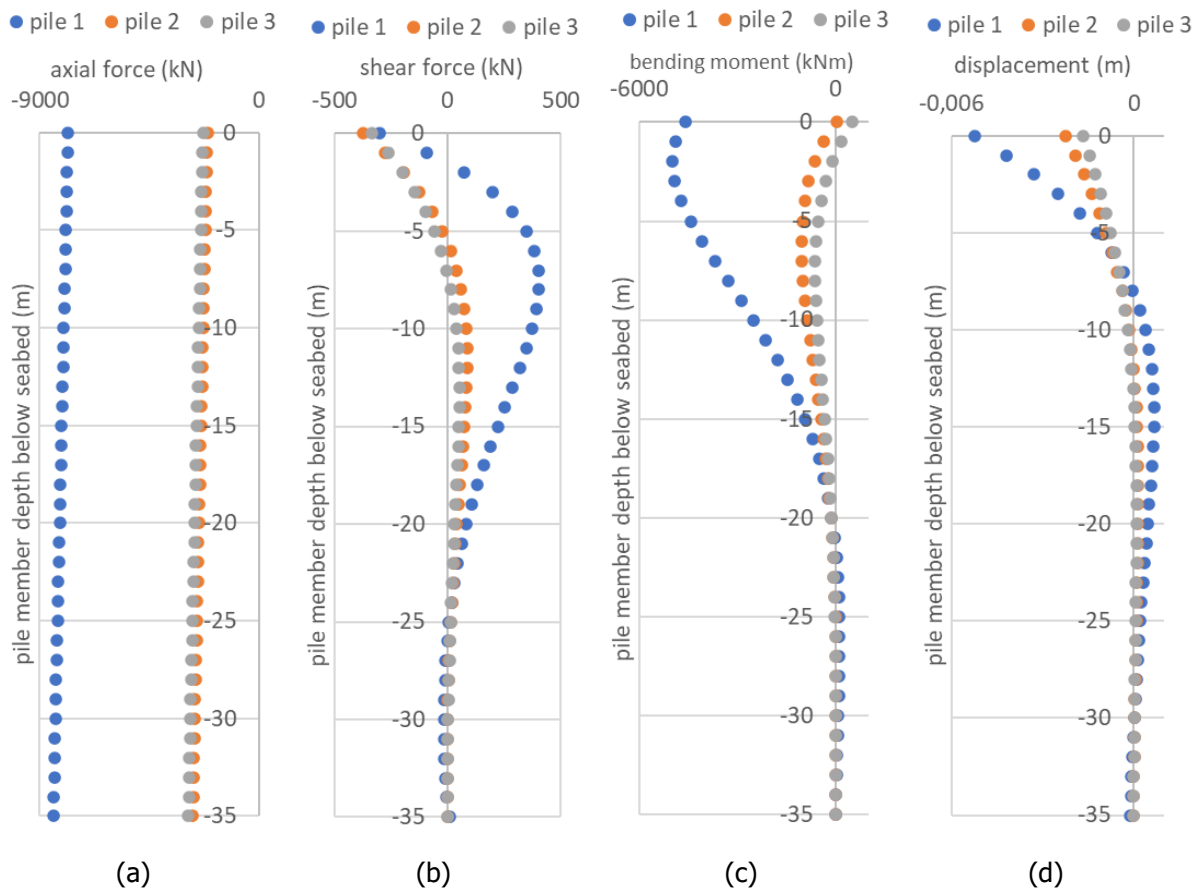 pile 1 pile 2 pile 3
axial force (kN)
-9000 0
pile member depth below seabed (m)
0
-5
-10
-15
-20
-25
-30
-35
(a)
pile 1 pile 2 pile 3
shear force (kN)
-500 0 500
pile member depth below seabed (m)
0
-5
-10
-15
-20
-25
-30
-35
(b)
pile 1 pile 2 pile 3
bending moment (kNm)
-6000 0
pile member depth below seabed (m)
0
-5
-10
-15
-20
-25
-30
-35
(c)
pile 1 pile 2 pile 3
displacement (m)
-0,006 0
pile member depth below seabed (m)
0
-5
-10
-15
-20
-25
-30
-35
(d)